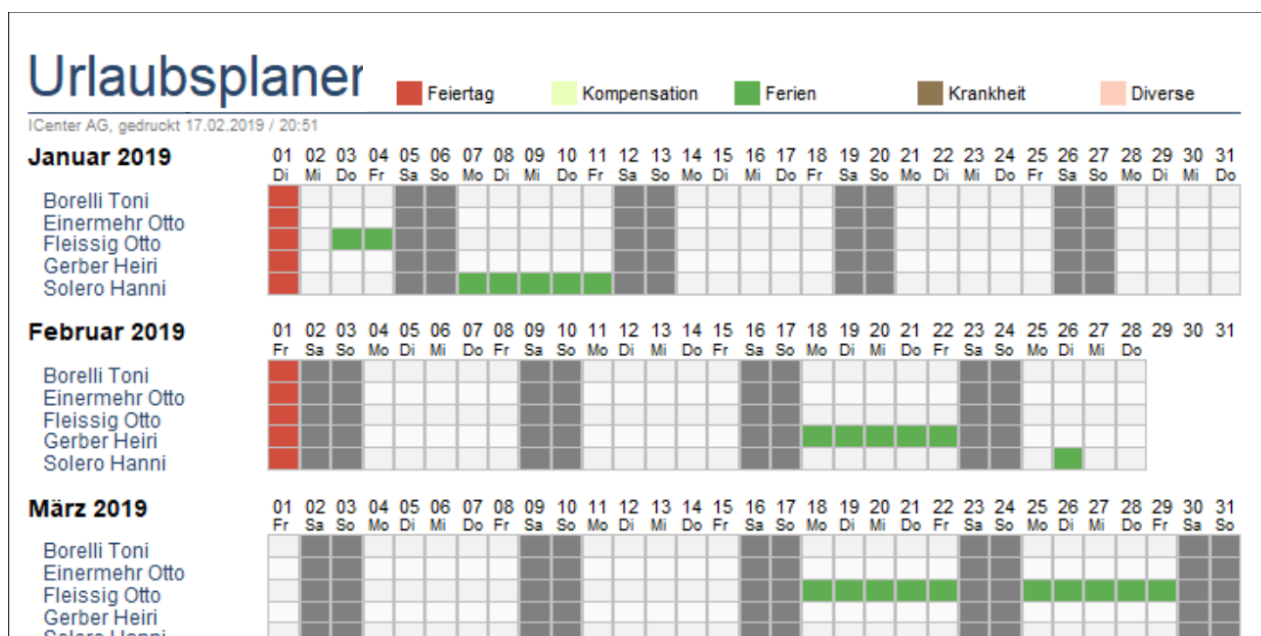 Urlaubsplaner
Feiertag Kompensation Ferien Krankheit Diverse
ICenter AG, gedruckt 17.02.2019 / 20:51
Januar 2019 01 02 03 04 05 06 07 08 09 10 11 12 13 14 15 16 17 18 19 20 21 22 23 24 25 26 27 28 29 30 31
Di Mi Do Fr Sa So Mo Di Mi Do Fr Sa So Mo Di Mi Do Fr Sa So Mo Di Mi Do Fr Sa So Mo Di Mi Do
Borelli Toni
Einermehr Otto
Fleissig Otto
Gerber Heiri
Solero Hanni
Februar 2019 01 02 03 04 05 06 07 08 09 10 11 12 13 14 15 16 17 18 19 20 21 22 23 24 25 26 27 28 29 30 31
Fr Sa So Mo Di Mi Do Fr Sa So Mo Di Mi Do Fr Sa So Mo Di Mi Do Fr Sa So Mo Di Mi Do
Borelli Toni
Einermehr Otto
Fleissig Otto
Gerber Heiri
Solero Hanni
März 2019 01 02 03 04 05 06 07 08 09 10 11 12 13 14 15 16 17 18 19 20 21 22 23 24 25 26 27 28 29 30 31
Fr Sa So Mo Di Mi Do Fr Sa So Mo Di Mi Do Fr Sa So Mo Di Mi Do Fr Sa So Mo Di Mi Do Fr Sa So
Borelli Toni
Einermehr Otto
Fleissig Otto
Gerber Heiri
Solero Hanni